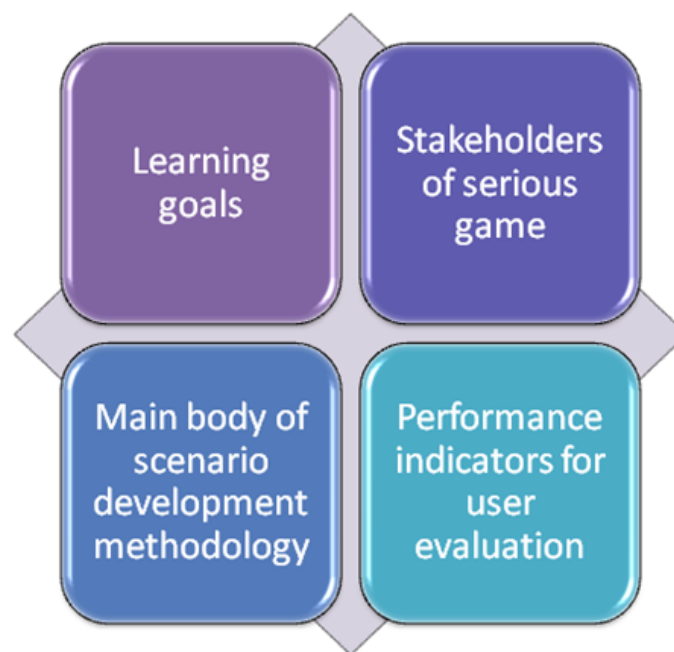 Learning
goals
Stakeholders
of serious
game
Main body of
scenario
development
methodology
Performance
indicators for
user
evaluation